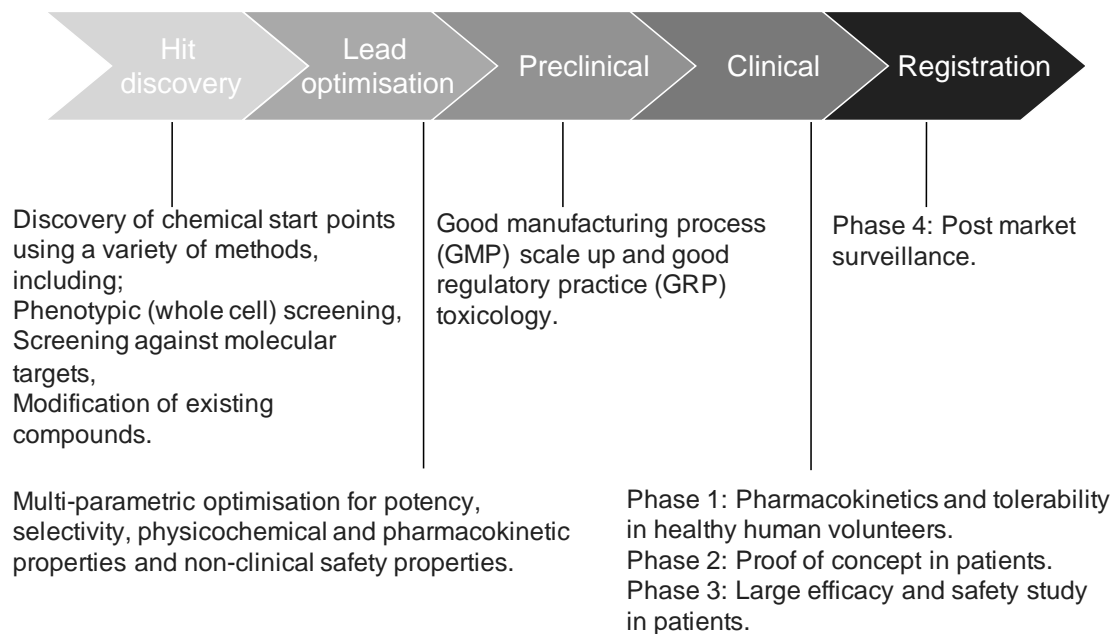 Hit
discovery
Lead
optimisation
Preclinical
Clinical
Registration
Discovery of chemical start points
using a variety of methods,
including;
Phenotypic (whole cell) screening,
Screening against molecular
targets,
Modification of existing
compounds.
Good manufacturing process
(GMP) scale up and good
regulatory practice (GRP)
toxicology.
Phase 4: Post market
surveillance.
Multi-parametric optimisation for potency,
selectivity, physicochemical and pharmacokinetic
properties and non-clinical safety properties.
Phase 1: Pharmacokinetics and tolerability
in healthy human volunteers.
Phase 2: Proof of concept in patients.
Phase 3: Large efficacy and safety study
in patients.